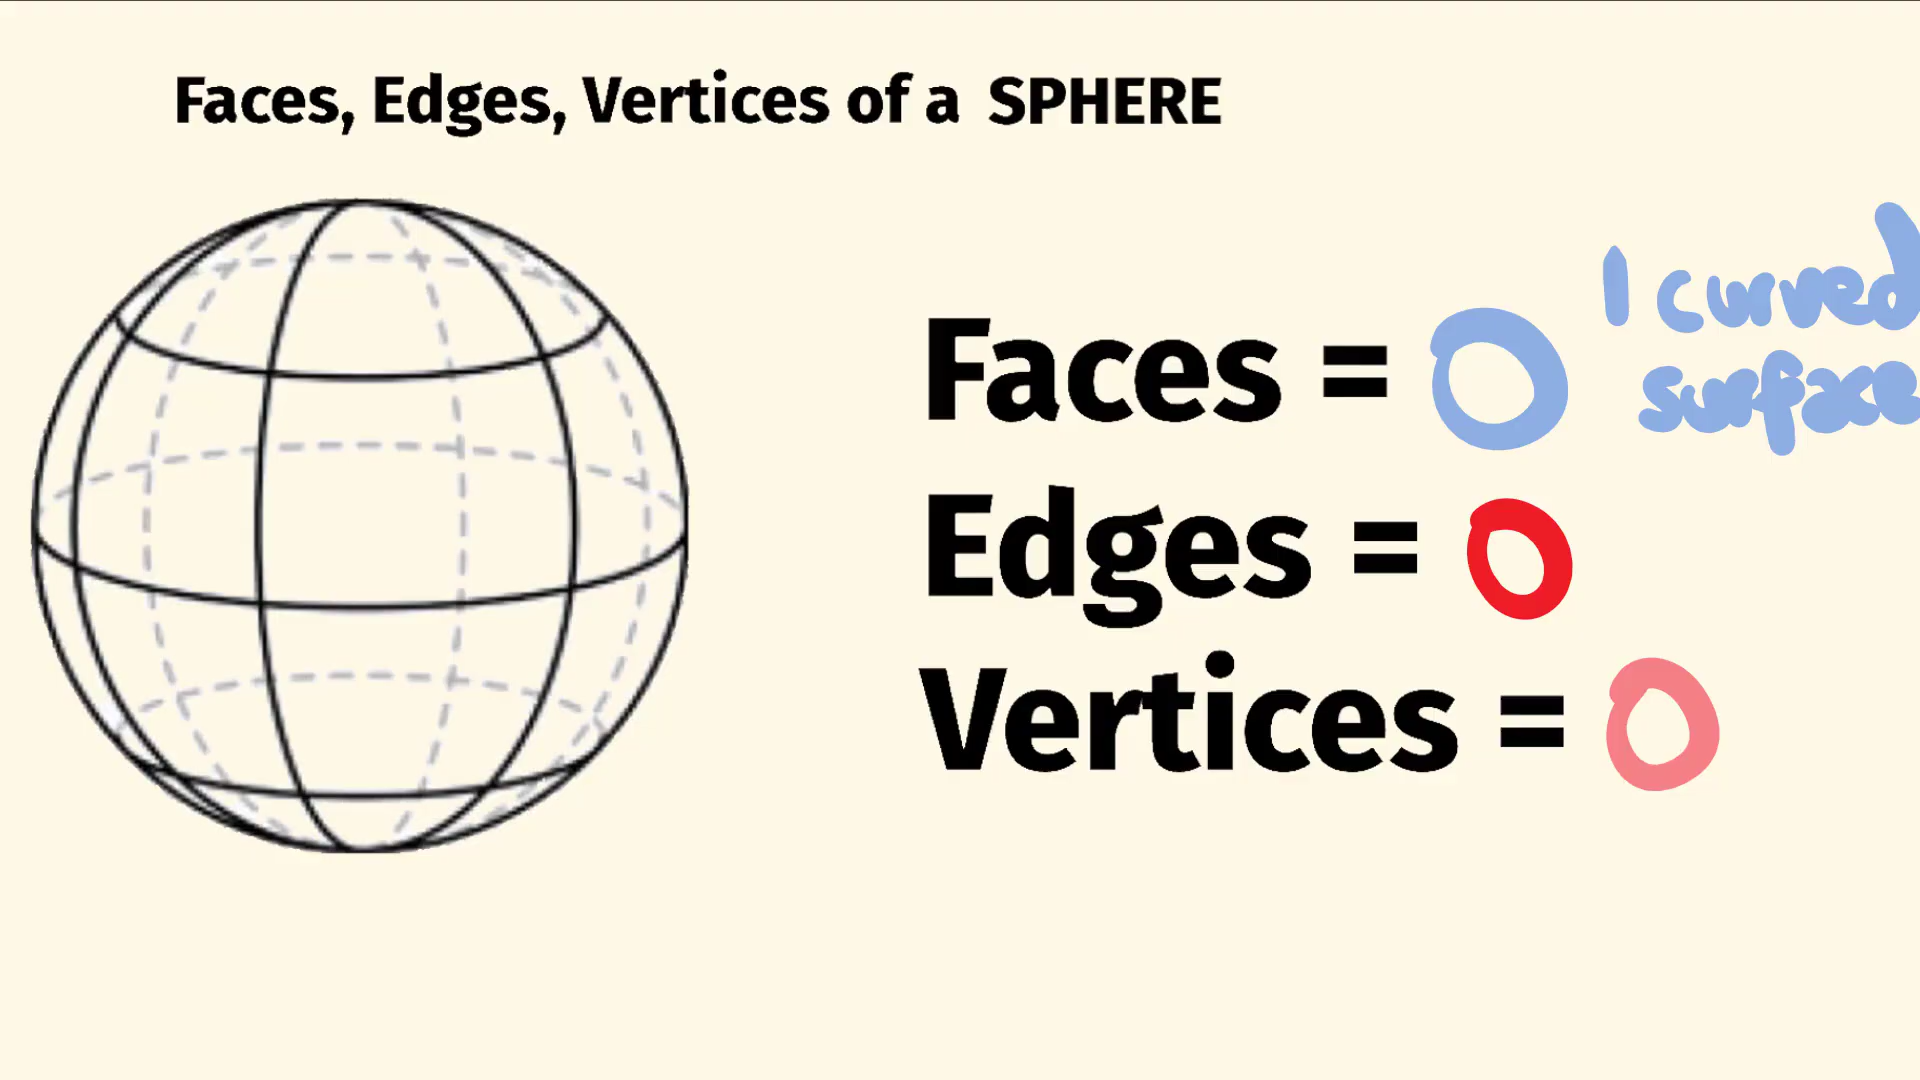 Faces, Edges, Vertices of a SPHERE
1 curved
surface
Faces = 0
Edges = 0
Vertices = 0